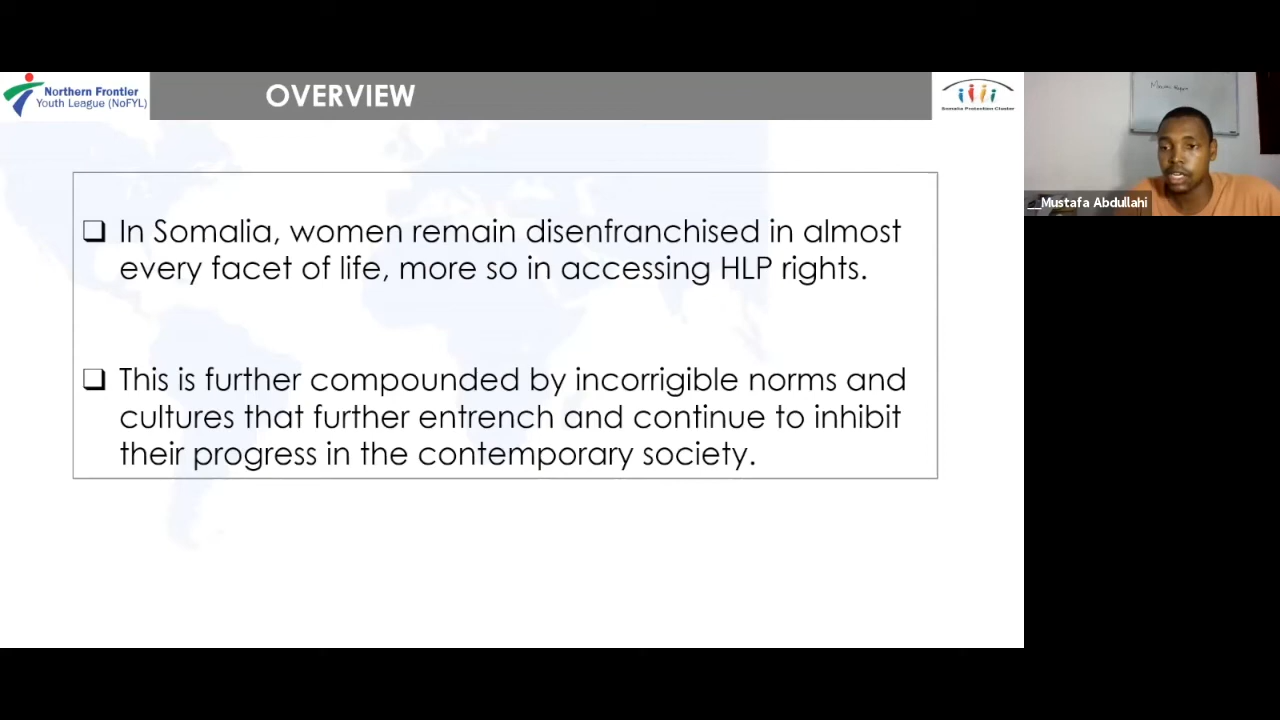 Northern Frontier
Youth League (NoFYL)
OVERVIEW
Somalia Protection Cluster
❑ In Somalia, women remain disenfranchised in almost
every facet of life, more so in accessing HLP rights.
❑ This is further compounded by incorrigible norms and
cultures that further entrench and continue to inhibit
their progress in the contemporary society.
__Mustafa Abdullahi